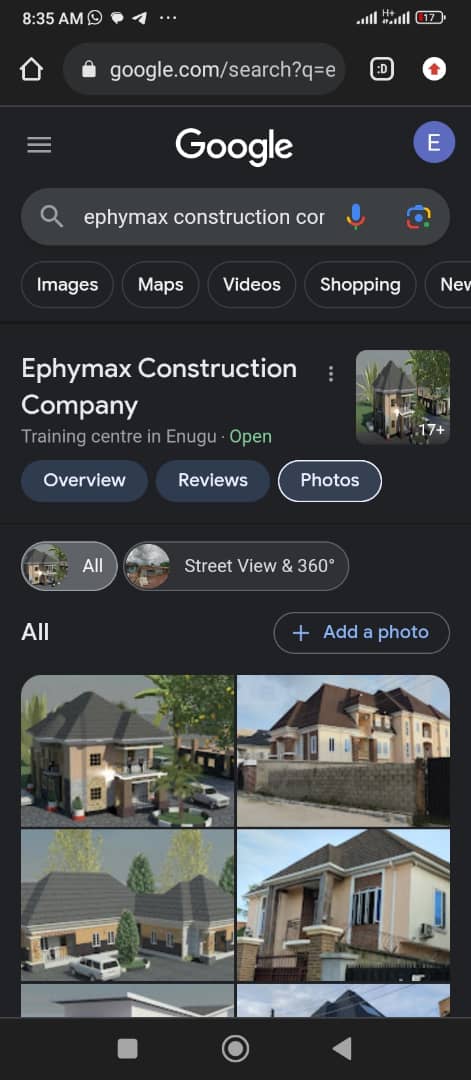 8:35 AM
H+
17
google.com/search?q=e
:D
Google
E
ephymax construction cor
Images
Maps
Videos
Shopping
New
Ephymax Construction
Company
Training centre in Enugu · Open
17+
Overview
Reviews
Photos
All
Street View & 360°
All
+ Add a photo